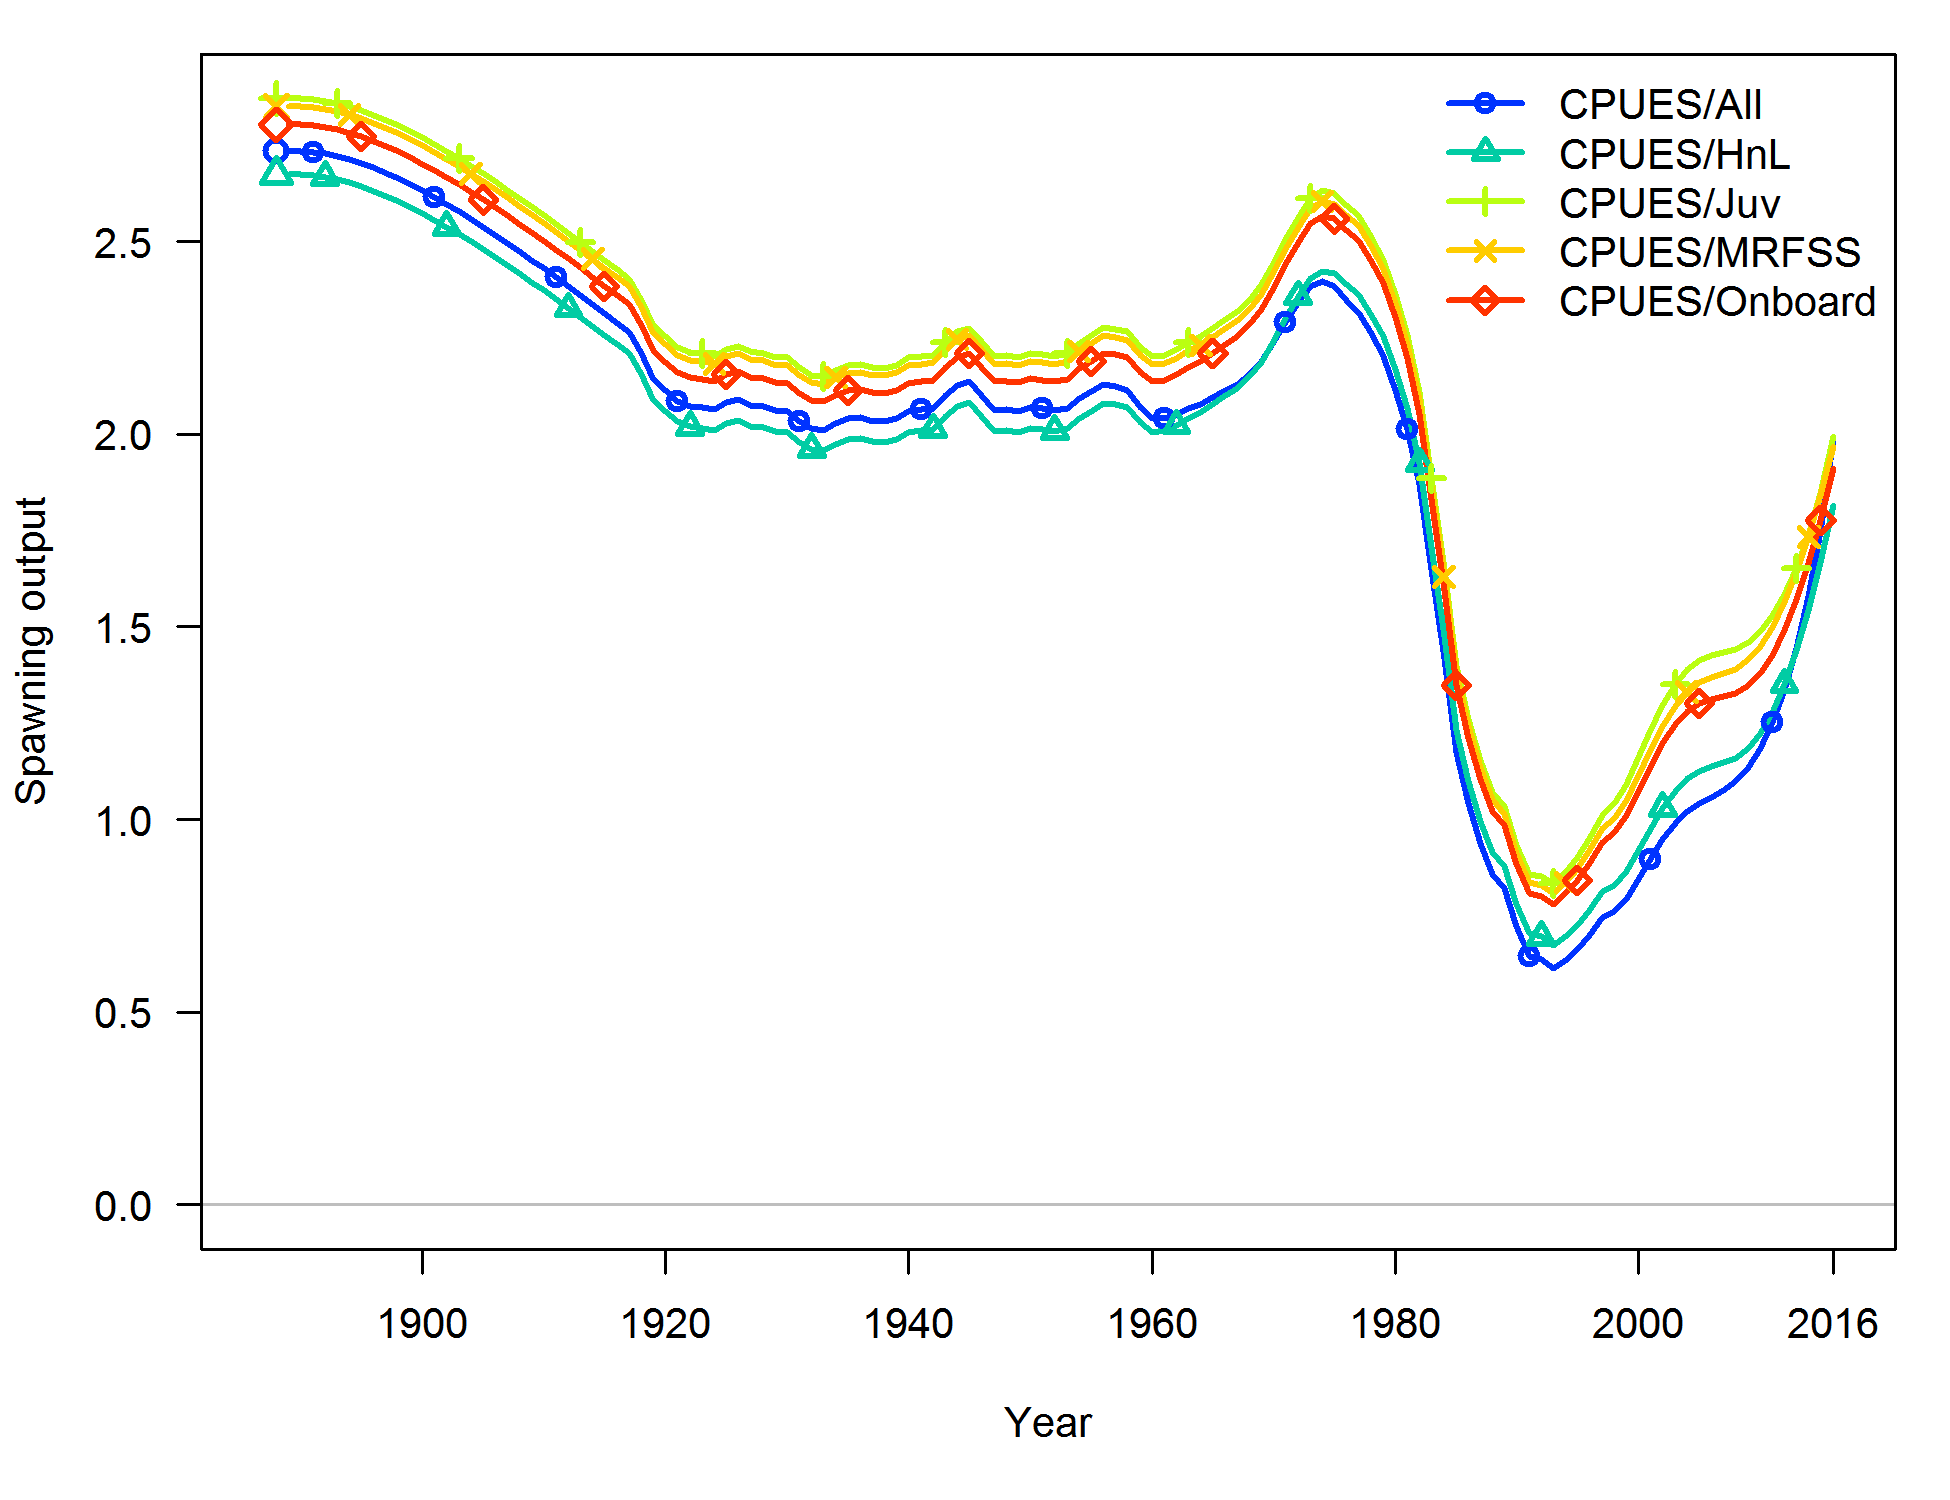 CPUES/All
CPUES/HnL
CPUES/Juv
CPUES/MRFSS
CPUES/Onboard
Spawning output
2.5
2.0
1.5
1.0
0.5
0.0
1900 1920 1940 1960 1980 2000 2016
Year